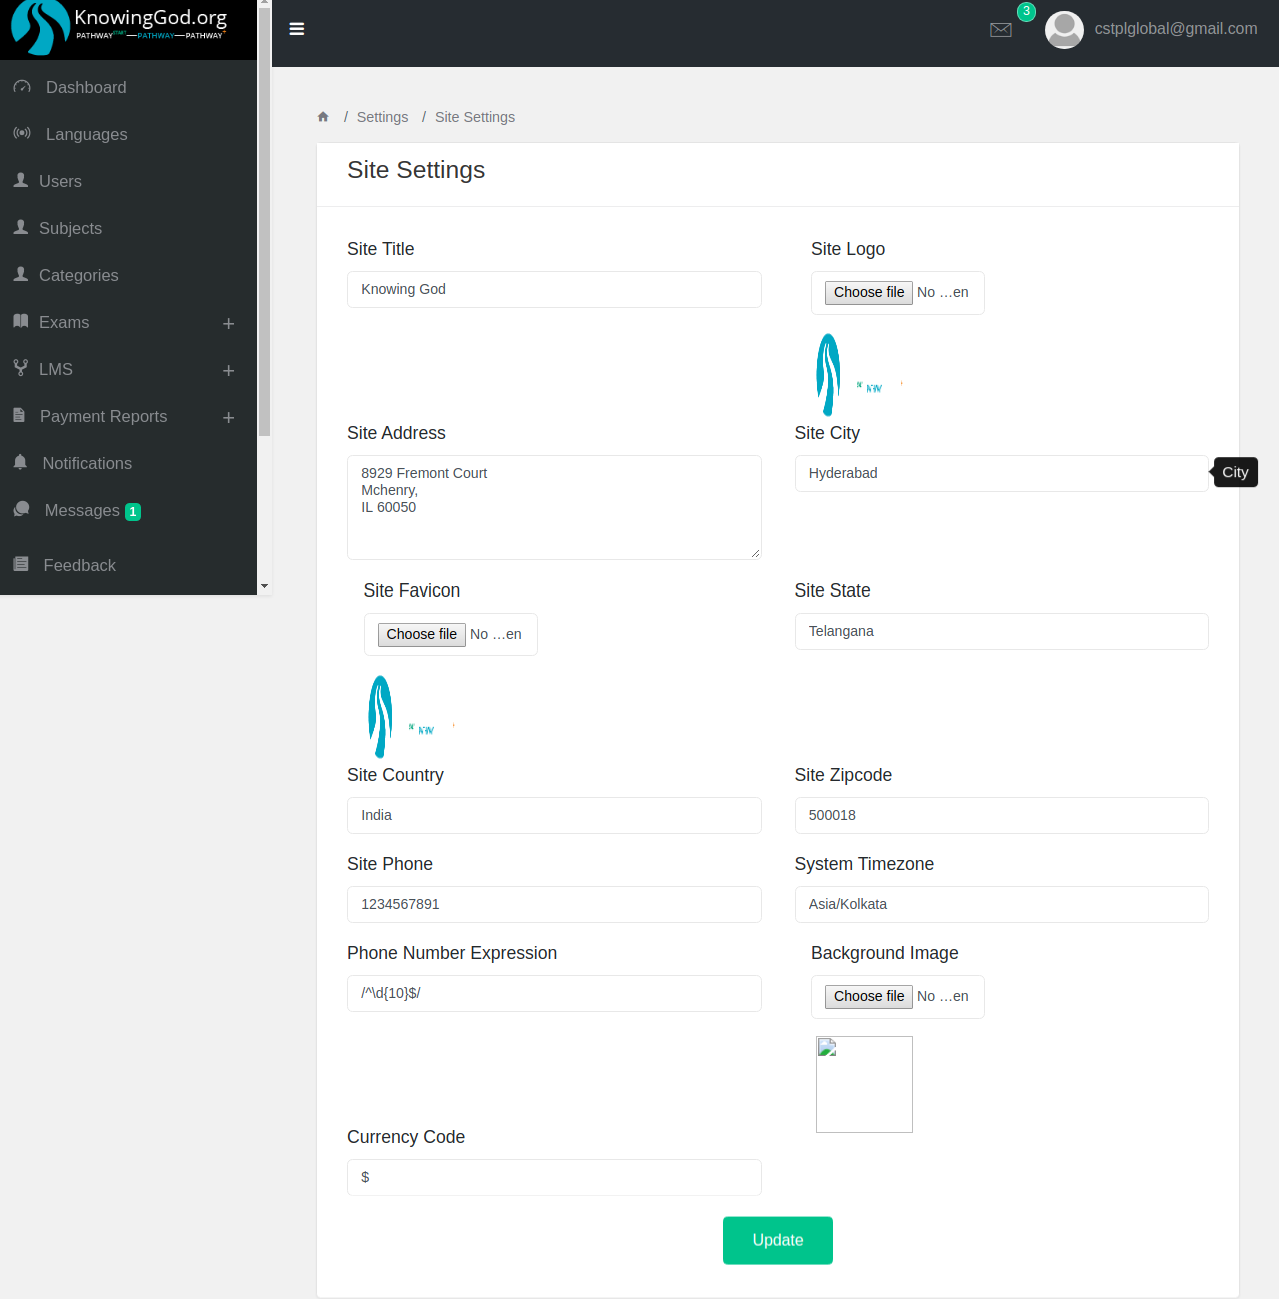 KnowingGod.org
PATHWAYSTART—PATHWAY—PATHWAY+
3
cstplglobal@gmail.com
Dashboard
Languages
Users
Subjects
Categories
Exams +
LMS +
Payment Reports +
Notifications
Messages 1
Feedback
/ Settings / Site Settings
Site Settings
Site Title
Knowing God
Site Logo
Choose file No ...en
Site Address
8929 Fremont Court
Mchenry,
IL 60050
Site City
Hyderabad
City
Site Favicon
Choose file No ...en
Site State
Telangana
Site Country
India
Site Zipcode
500018
Site Phone
1234567891
System Timezone
Asia/Kolkata
Phone Number Expression
/^\d{10}$/
Background Image
Choose file No ...en
Currency Code
$
Update